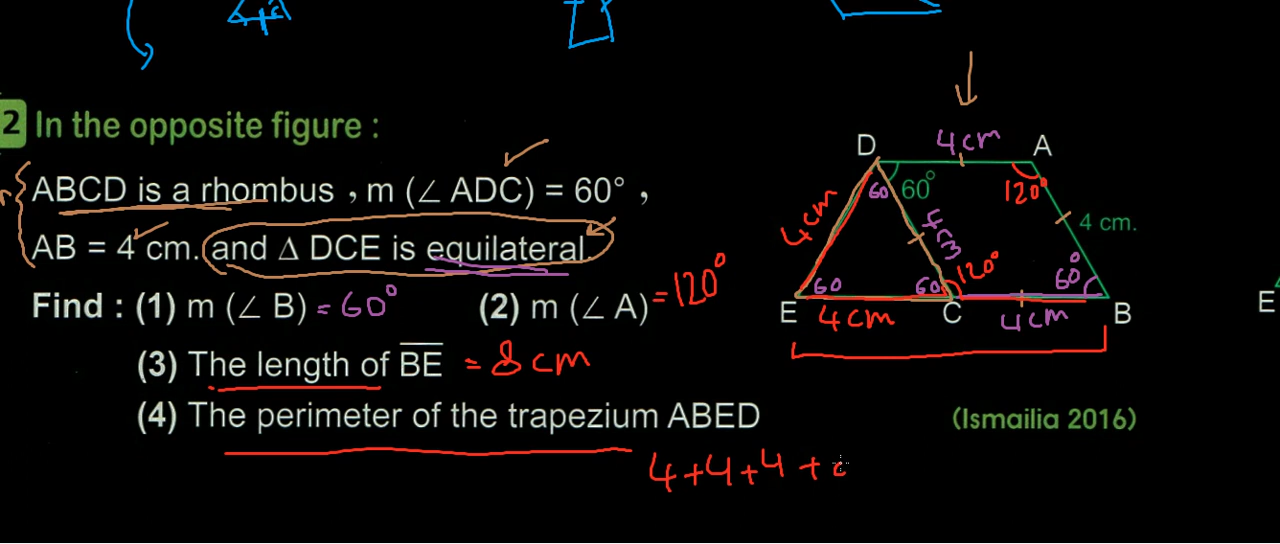 2 In the opposite figure :
ABCD is a rhombus , m (∠ ADC) = 60° ,
AB = 4 cm. and Δ DCE is equilateral.
Find : (1) m (∠ B) = 60° (2) m (∠ A) = 120°
(3) The length of BE = 8 cm
(4) The perimeter of the trapezium ABED
(Ismailia 2016)
4+4+4+
D 4cm A
60 60° 120°
4cm 4cm 4 cm.
60 60 120° 60°
E 4cm C 4cm B
E